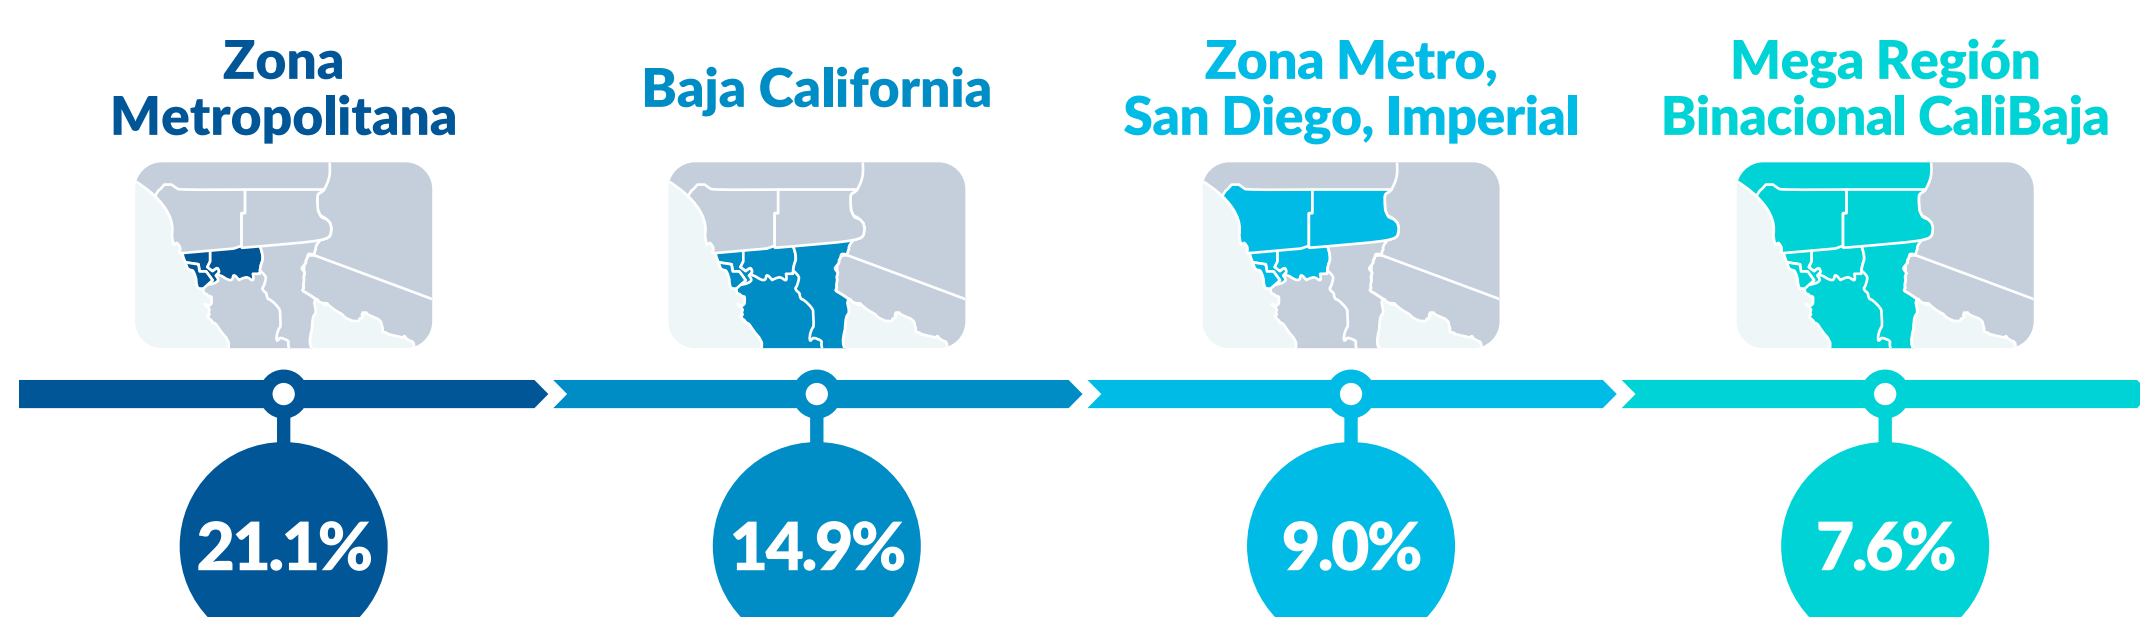 Zona
Metropolitana
Baja California
Zona Metro,
San Diego, Imperial
Mega Región
Binacional CaliBaja
21.1%
14.9%
9.0%
7.6%